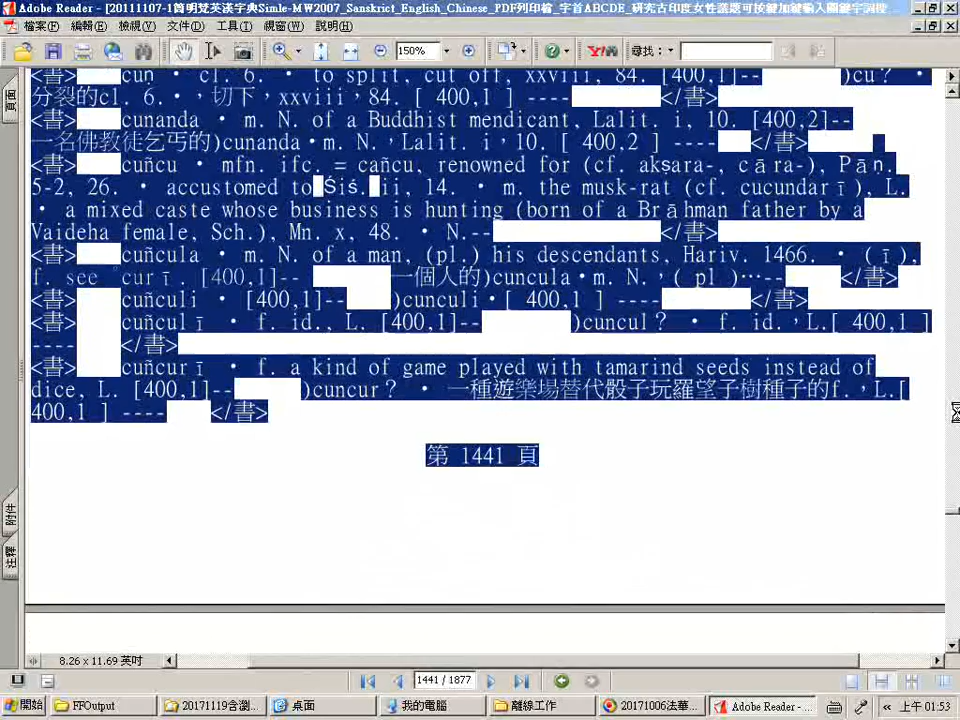 Adobe Reader - [20111107-1簡明梵英漢字典Simle-MW2007_Sanskrict_English_Chinese_PDF列印檔_字首ABCDE_研究古印度女性議題可按鍵加鍵輸入關鍵字詞搜
檔案(F) 編輯(E) 檢視(V) 文件(D) 工具(T) 視窗(W) 說明(H)
150% Y! 尋找:
頁面
<書> cuṇ • cl. 6. • to split, cut off, xxviii, 84. [400,1]-- )cu? •
分裂的cl. 6.•,切下,xxviii,84. [ 400,1 ] ---- </書>
<書> cunanda • m. N. of a Buddhist mendicant, Lalit. i, 10. [400,2]--
一名佛教徒乞丐的)cunanda•m. N.,Lalit. i,10. [ 400,2 ] ---- </書>
<書> cuñcu • mfn. ifc. = cañcu, renowned for (cf. akṣara-, cāra-), Pāṇ.
5-2, 26. • accustomed to Śiś. ii, 14. • m. the musk-rat (cf. cucundarī), L.
• a mixed caste whose business is hunting (born of a Brāhman father by a
Vaideha female, Sch.), Mn. x, 48. • N.-- </書>
<書> cuñcula • m. N. of a man, (pl.) his descendants, Hariv. 1466. • (ī),
f. see °curī. [400,1]-- 一個人的)cuncula•m. N.,( pl )…-- </書>
<書> cuñculi • [400,1]-- )cunculi•[ 400,1 ] ---- </書>
<書> cuñculī • f. id., L. [400,1]-- )cuncul? • f. id.,L.[ 400,1 ]
---- </書>
<書> cuñcurī • f. a kind of game played with tamarind seeds instead of
dice, L. [400,1]-- )cuncur? • 一種遊樂場替代骰子玩羅望子樹種子的f.,L.[
400,1 ] ---- </書>
第 1441 頁
附件
注釋
8.26 x 11.69 英吋
1441 / 1877
開始 FFOutput 20171119含瀏... 桌面 我的電腦 離線工作 20171006法華... Adobe Reader - ... « 上午 01:53